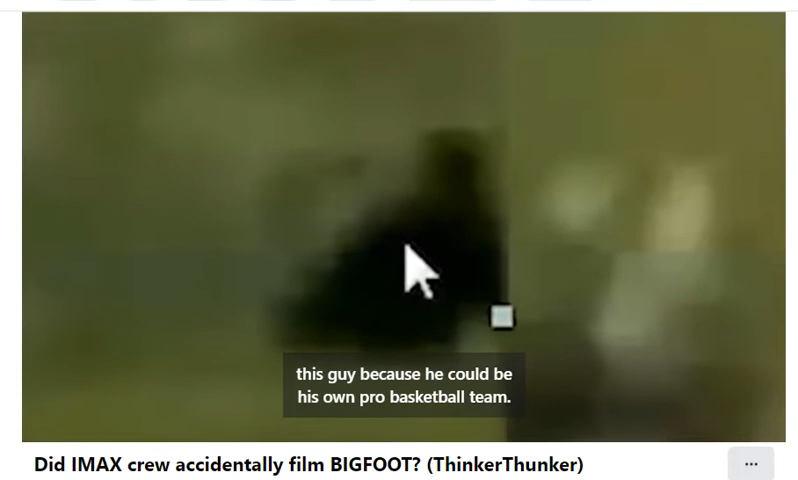 this guy because he could be
his own pro basketball team.
Did IMAX crew accidentally film BIGFOOT? (ThinkerThunker)